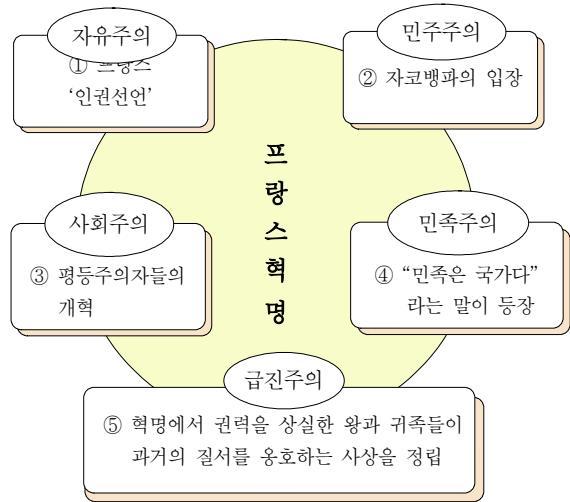 자유주의
① 프랑스
‘인권선언’
민주주의
② 자코뱅파의 입장
프랑스혁명
사회주의
③ 평등주의자들의
개혁
민족주의
④ “민족은 국가다”
라는 말이 등장
급진주의
⑤ 혁명에서 권력을 상실한 왕과 귀족들이
과거의 질서를 옹호하는 사상을 정립